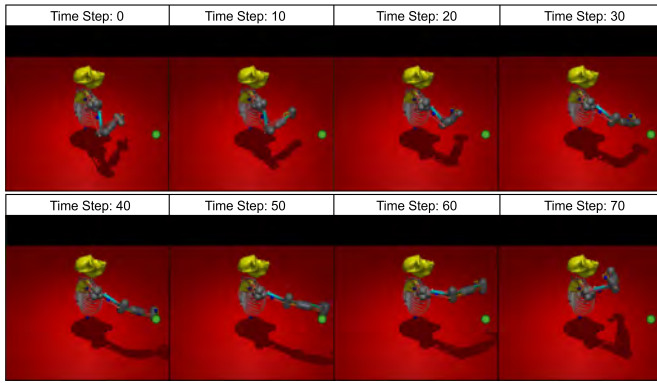 Time Step: 0
Time Step: 10
Time Step: 20
Time Step: 30
Time Step: 40
Time Step: 50
Time Step: 60
Time Step: 70